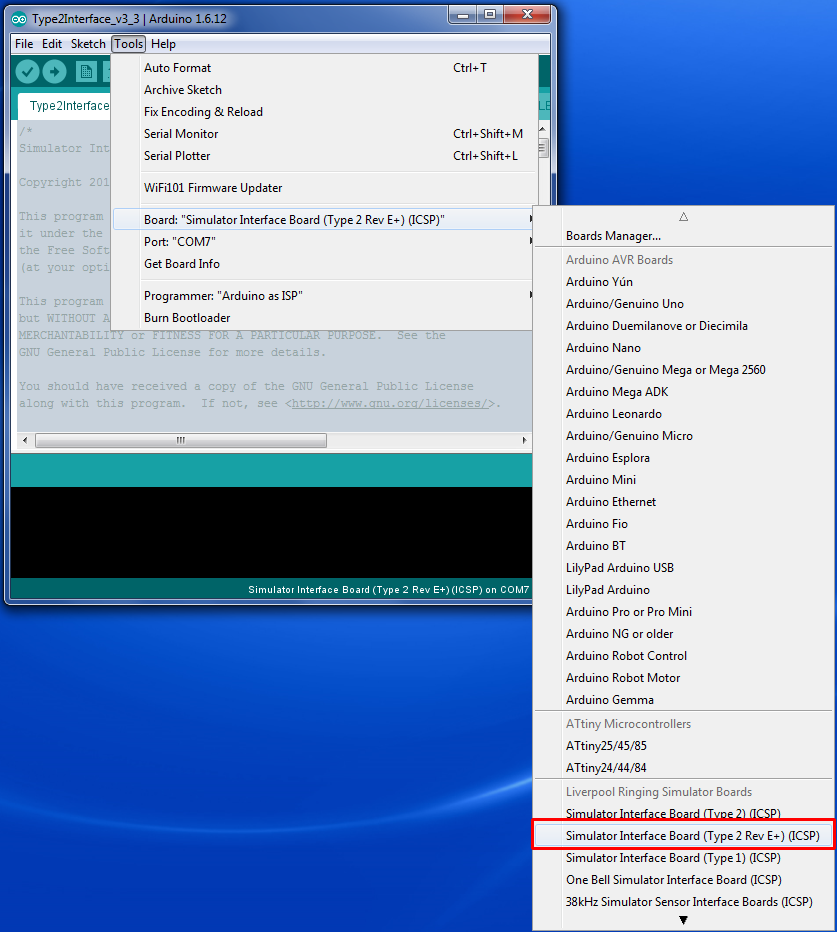 Type2Interface_v3_3 | Arduino 1.6.12
File Edit Sketch Tools Help
Auto Format Ctrl+T
Archive Sketch
Fix Encoding & Reload
Serial Monitor Ctrl+Shift+M
Serial Plotter Ctrl+Shift+L
WiFi101 Firmware Updater
Board: "Simulator Interface Board (Type 2 Rev E+) (ICSP)"
Port: "COM7"
Get Board Info
Programmer: "Arduino as ISP"
Burn Bootloader
Type2Interface
LE
/*
Simulator Int
Copyright 201
This program
it under the
the Free Soft
(at your opti
This program
but WITHOUT A
MERCHANTABILITY or FITNESS FOR A PARTICULAR PURPOSE.  See the
GNU General Public License for more details.
You should have received a copy of the GNU General Public License
along with this program.  If not, see <http://www.gnu.org/licenses/>.
Simulator Interface Board (Type 2 Rev E+) (ICSP) on COM7
Boards Manager...
Arduino AVR Boards
Arduino Yún
Arduino/Genuino Uno
Arduino Duemilanove or Diecimila
Arduino Nano
Arduino/Genuino Mega or Mega 2560
Arduino Mega ADK
Arduino Leonardo
Arduino/Genuino Micro
Arduino Esplora
Arduino Mini
Arduino Ethernet
Arduino Fio
Arduino BT
LilyPad Arduino USB
LilyPad Arduino
Arduino Pro or Pro Mini
Arduino NG or older
Arduino Robot Control
Arduino Robot Motor
Arduino Gemma
ATtiny Microcontrollers
ATtiny25/45/85
ATtiny24/44/84
Liverpool Ringing Simulator Boards
Simulator Interface Board (Type 2) (ICSP)
Simulator Interface Board (Type 2 Rev E+) (ICSP)
Simulator Interface Board (Type 1) (ICSP)
One Bell Simulator Interface Board (ICSP)
38kHz Simulator Sensor Interface Boards (ICSP)